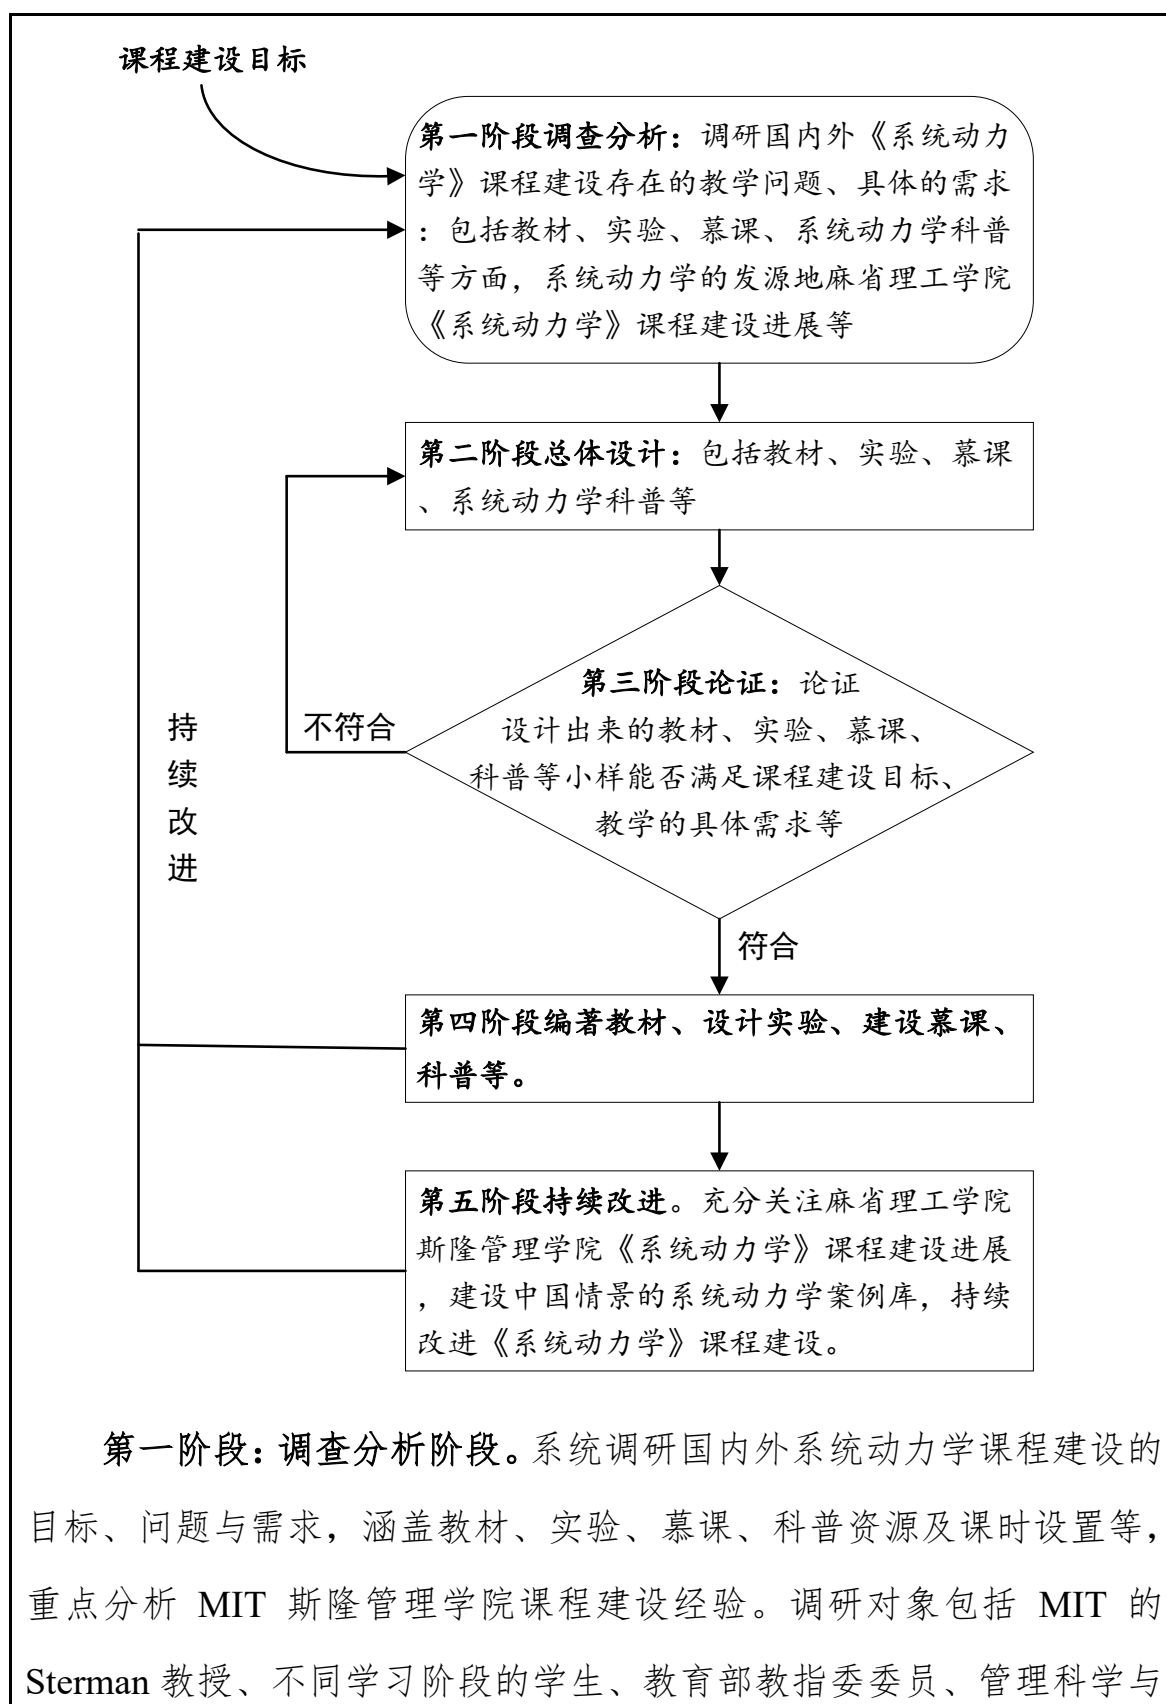 课程建设目标
第一阶段调查分析：调研国内外《系统动力
学》课程建设存在的教学问题、具体的需求
：包括教材、实验、慕课、系统动力学科普
等方面，系统动力学的发源地麻省理工学院
《系统动力学》课程建设进展等
第二阶段总体设计：包括教材、实验、慕课
、系统动力学科普等
第三阶段论证：论证
设计出来的教材、实验、慕课、
科普等小样能否满足课程建设目标、
教学的具体需求等
不符合
持
续
改
进
符合
第四阶段编著教材、设计实验、建设慕课、
科普等。
第五阶段持续改进。充分关注麻省理工学院
斯隆管理学院《系统动力学》课程建设进展
，建设中国情景的系统动力学案例库，持续
改进《系统动力学》课程建设。
第一阶段：调查分析阶段。系统调研国内外系统动力学课程建设的
目标、问题与需求，涵盖教材、实验、慕课、科普资源及课时设置等，
重点分析 MIT 斯隆管理学院课程建设经验。调研对象包括 MIT 的
Sterman 教授、不同学习阶段的学生、教育部教指委委员、管理科学与